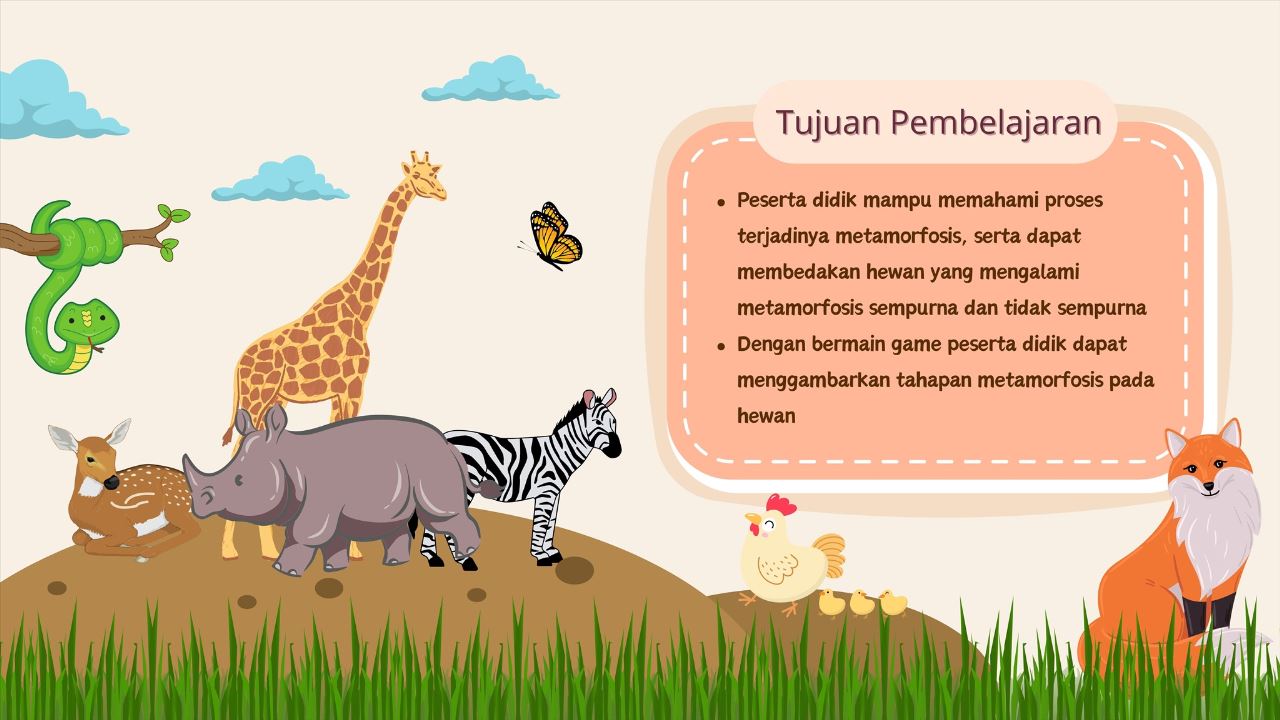 Tujuan Pembelajaran
• Peserta didik mampu memahami proses
terjadinya metamorfosis, serta dapat
membedakan hewan yang mengalami
metamorfosis sempurna dan tidak sempurna
• Dengan bermain game peserta didik dapat
menggambarkan tahapan metamorfosis pada
hewan